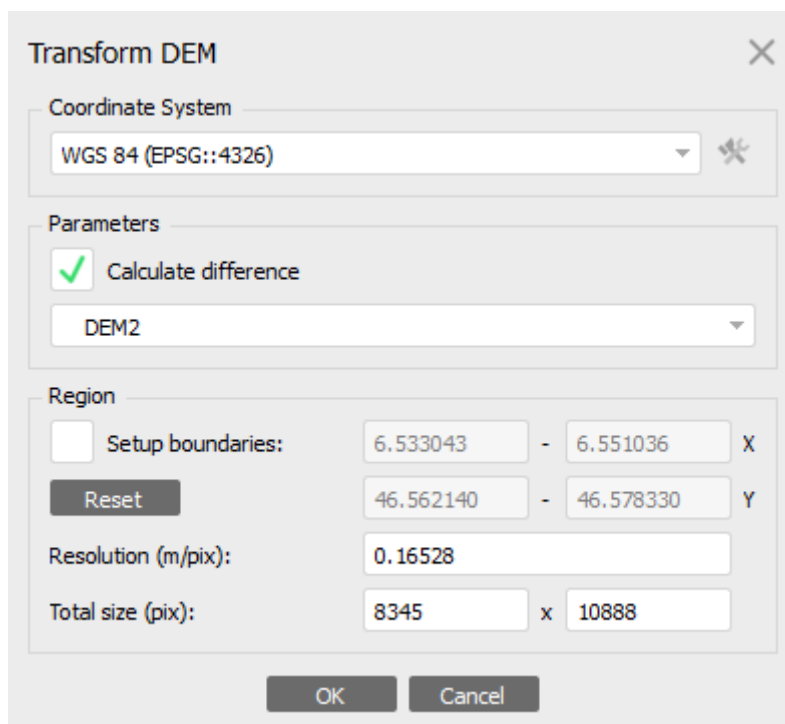 Transform DEM
Coordinate System
WGS 84 (EPSG::4326)
Parameters
Calculate difference
DEM2
Region
Setup boundaries: 6.533043 - 6.551036 X
Reset 46.562140 - 46.578330 Y
Resolution (m/pix): 0.16528
Total size (pix): 8345 x 10888
OK Cancel